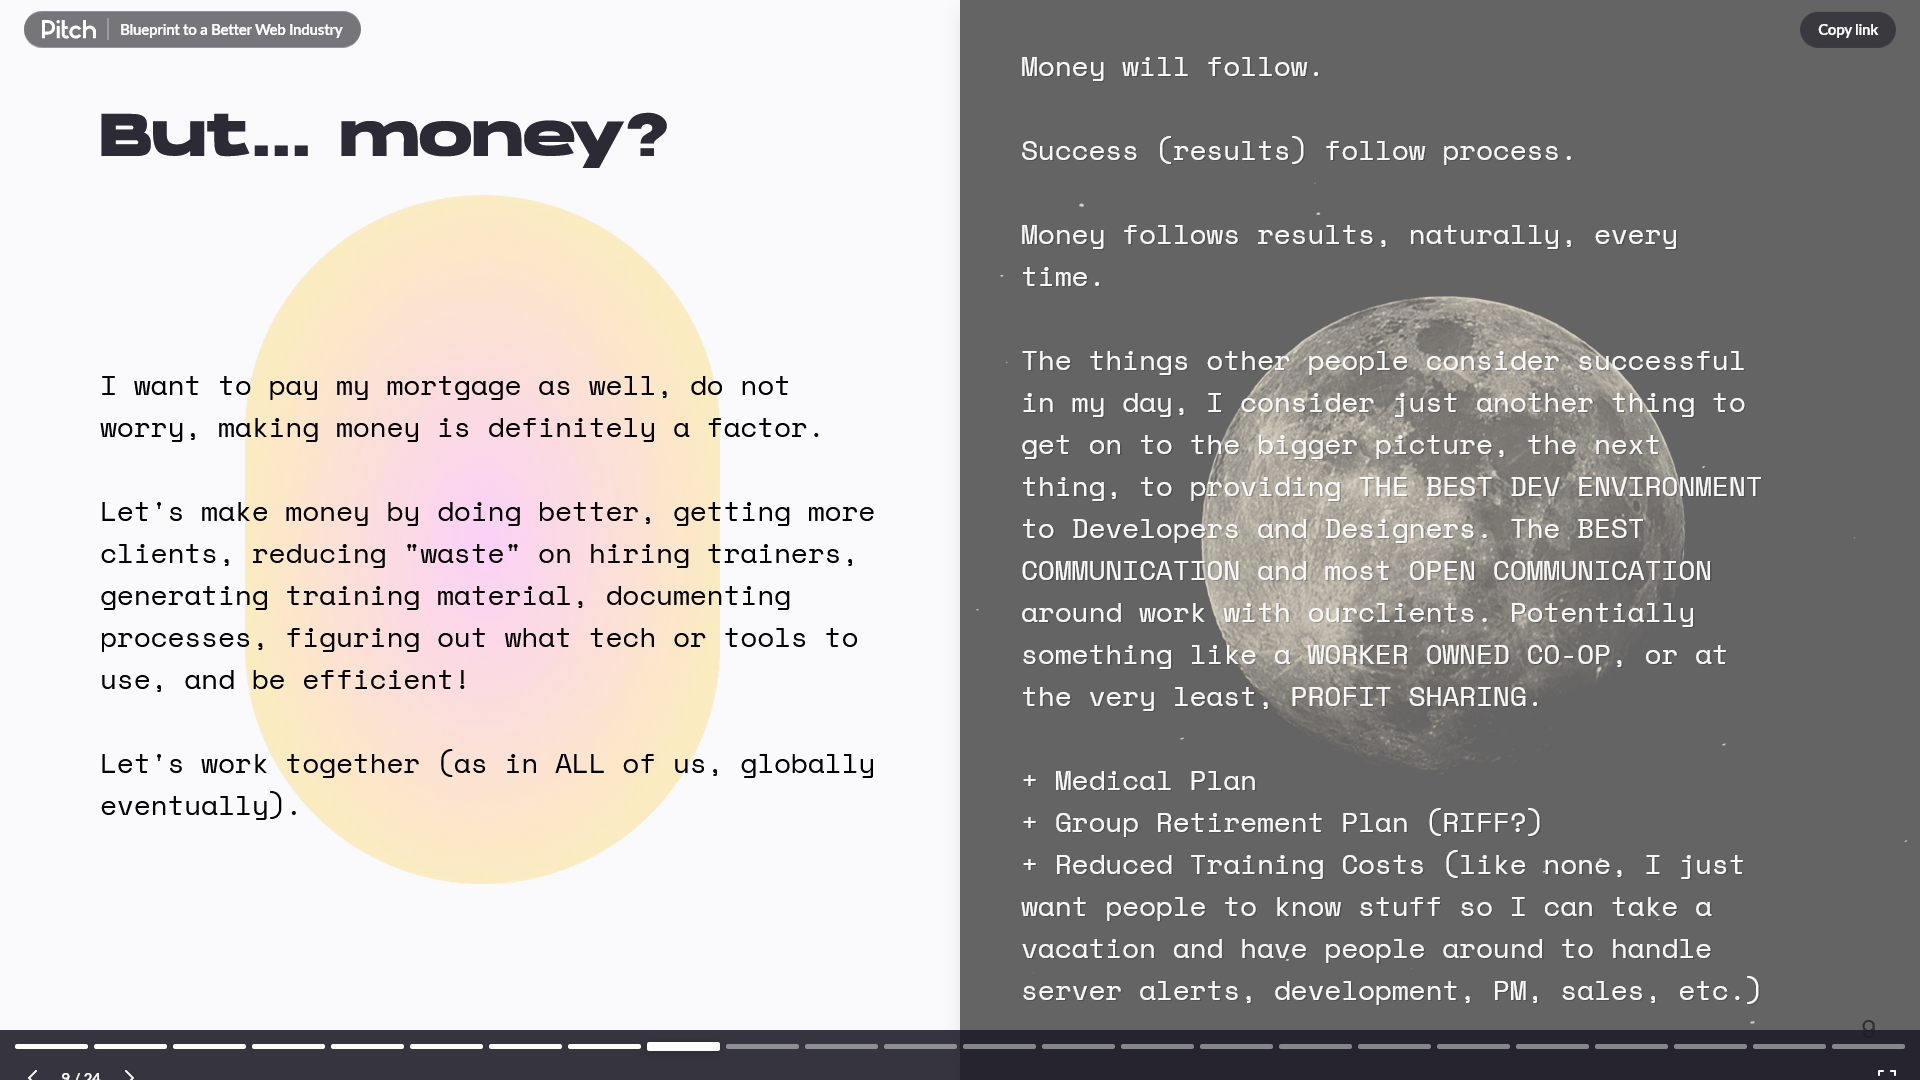 Pitch
Blueprint to a Better Web Industry
Copy link
But... money?
I want to pay my mortgage as well, do not
worry, making money is definitely a factor.
Let's make money by doing better, getting more
clients, reducing "waste" on hiring trainers,
generating training material, documenting
processes, figuring out what tech or tools to
use, and be efficient!
Let's work together (as in ALL of us, globally
eventually).
Money will follow.
Success (results) follow process.
Money follows results, naturally, every
time.
The things other people consider successful
in my day, I consider just another thing to
get on to the bigger picture, the next
thing, to providing THE BEST DEV ENVIRONMENT
to Developers and Designers. The BEST
COMMUNICATION and most OPEN COMMUNICATION
around work with ourclients. Potentially
something like a WORKER OWNED CO-OP, or at
the very least, PROFIT SHARING.
+ Medical Plan
+ Group Retirement Plan (RIFF?)
+ Reduced Training Costs (like none, I just
want people to know stuff so I can take a
vacation and have people around to handle
server alerts, development, PM, sales, etc.)
9
9 / 24